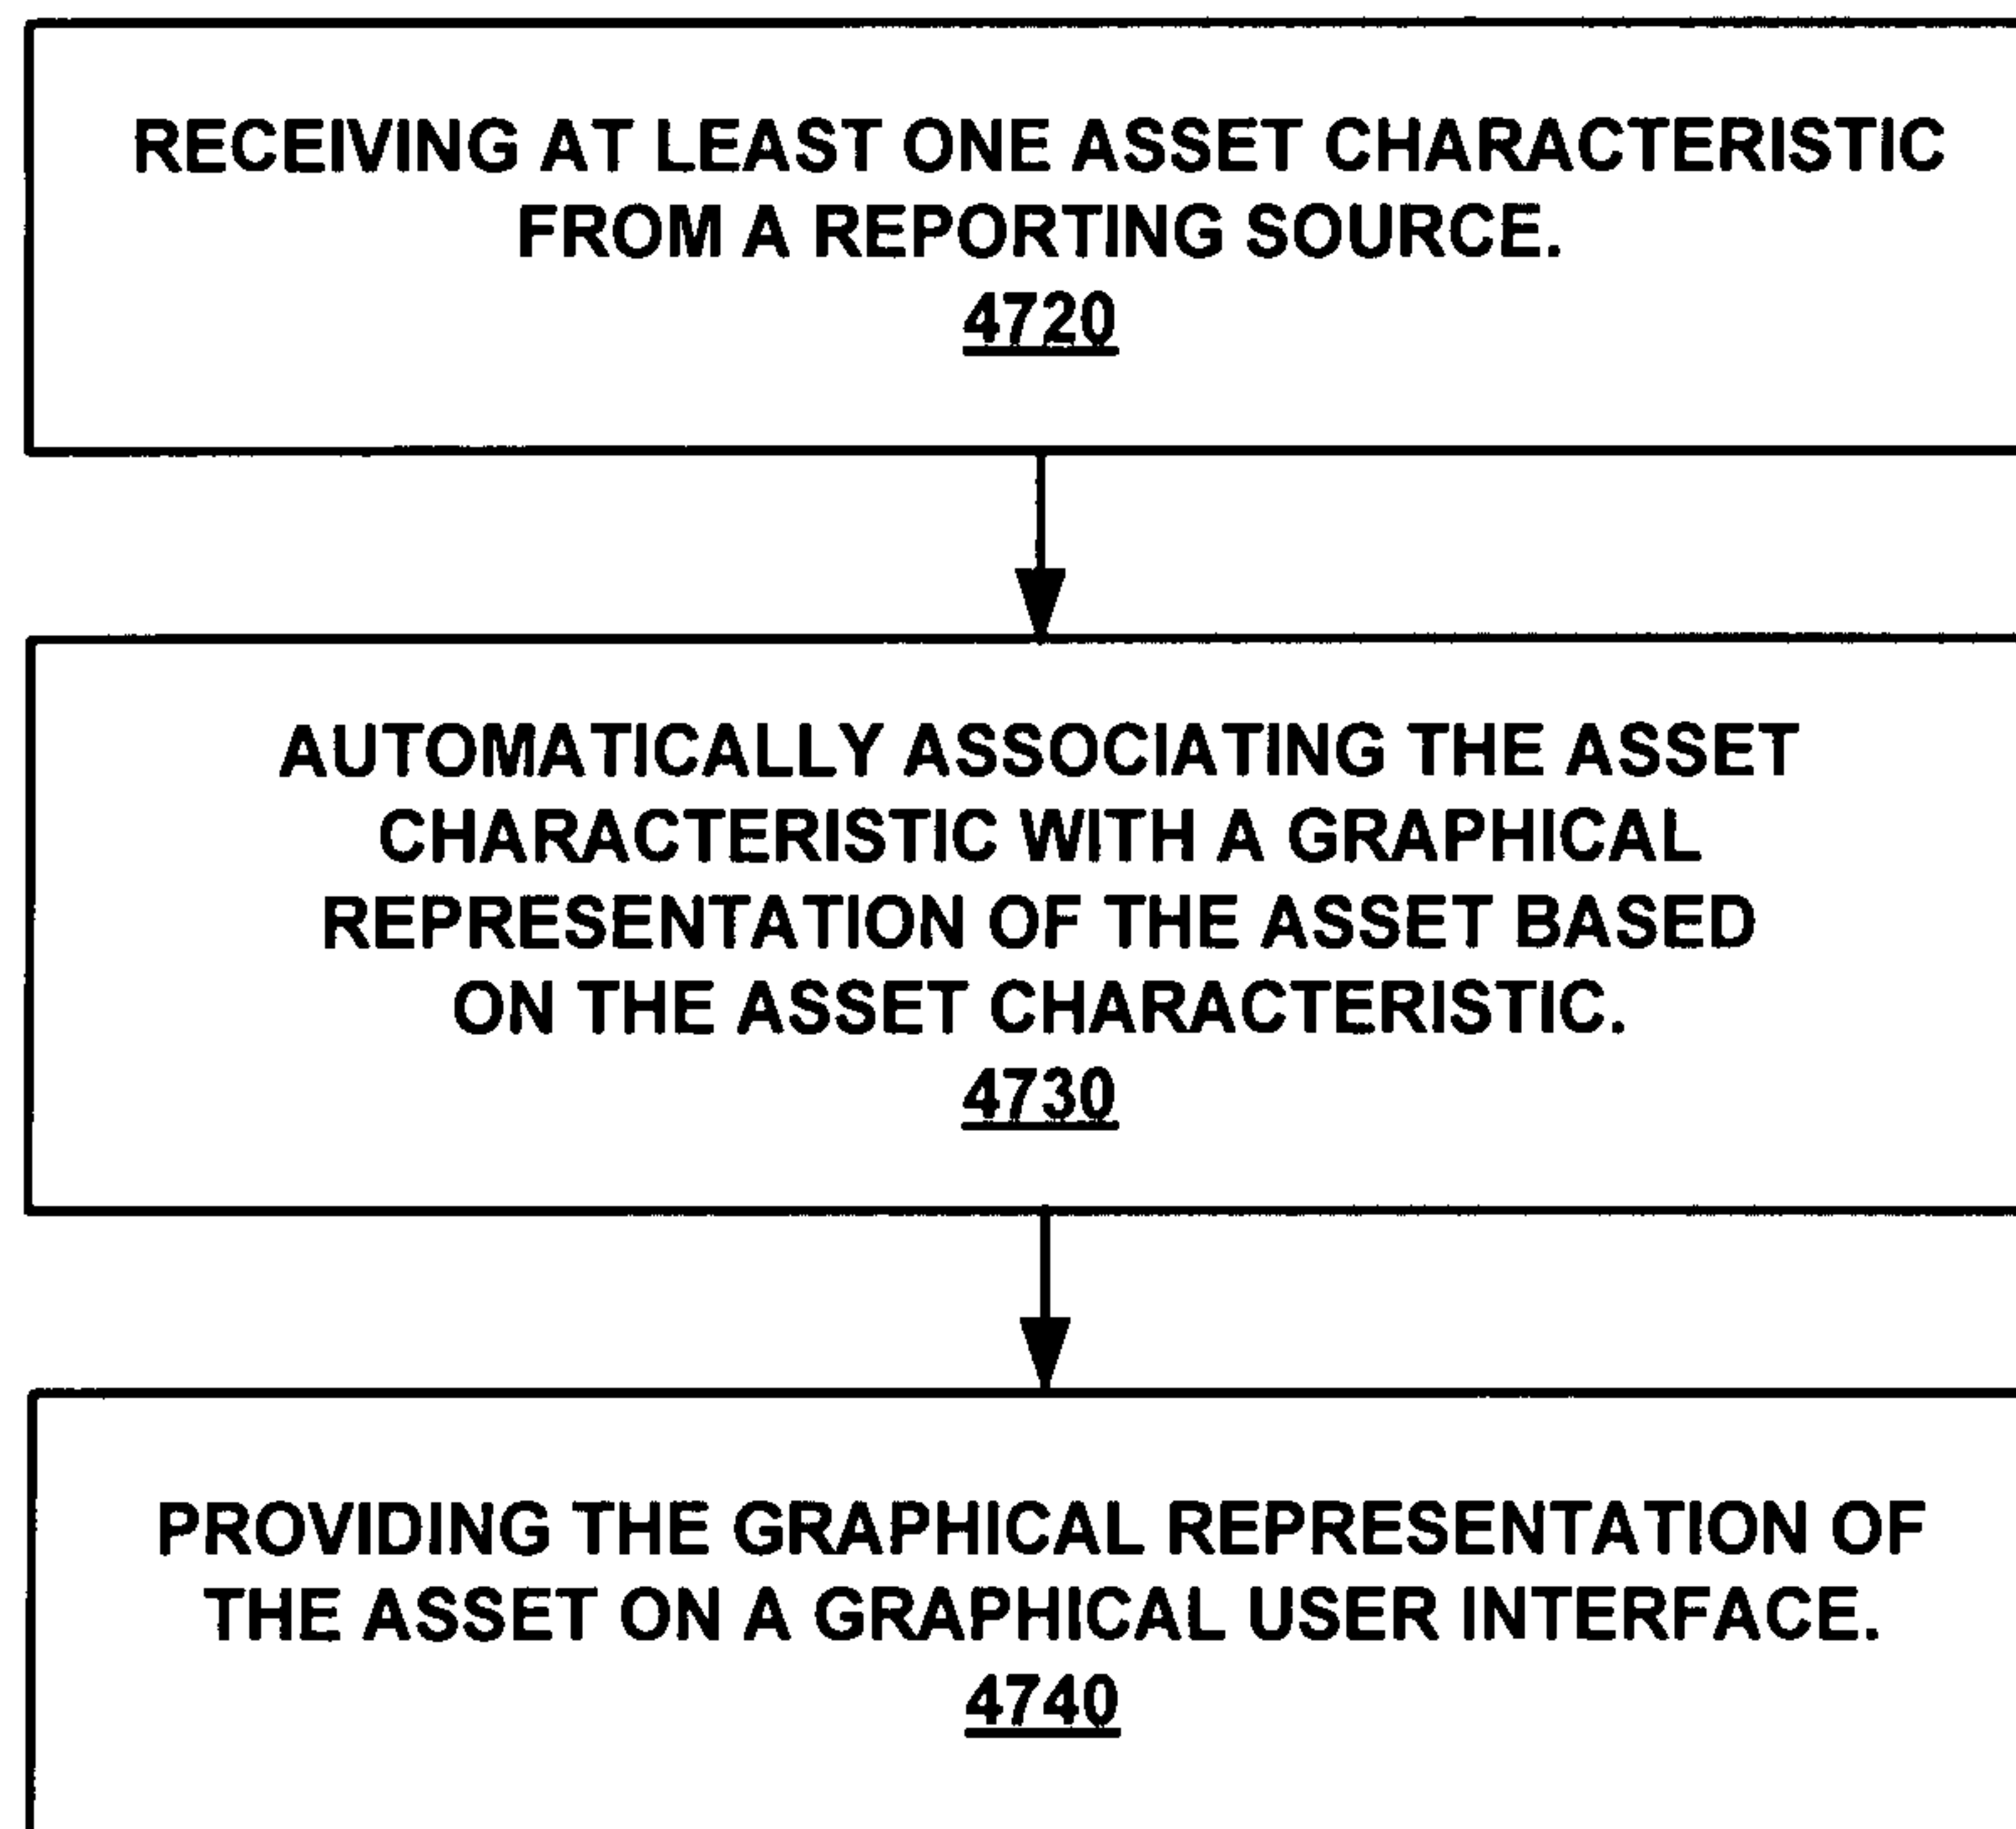 RECEIVING AT LEAST ONE ASSET CHARACTERISTIC
FROM A REPORTING SOURCE.
4720
AUTOMATICALLY ASSOCIATING THE ASSET
CHARACTERISTIC WITH A GRAPHICAL
REPRESENTATION OF THE ASSET BASED
ON THE ASSET CHARACTERISTIC.
4730
PROVIDING THE GRAPHICAL REPRESENTATION OF
THE ASSET ON A GRAPHICAL USER INTERFACE.
4740